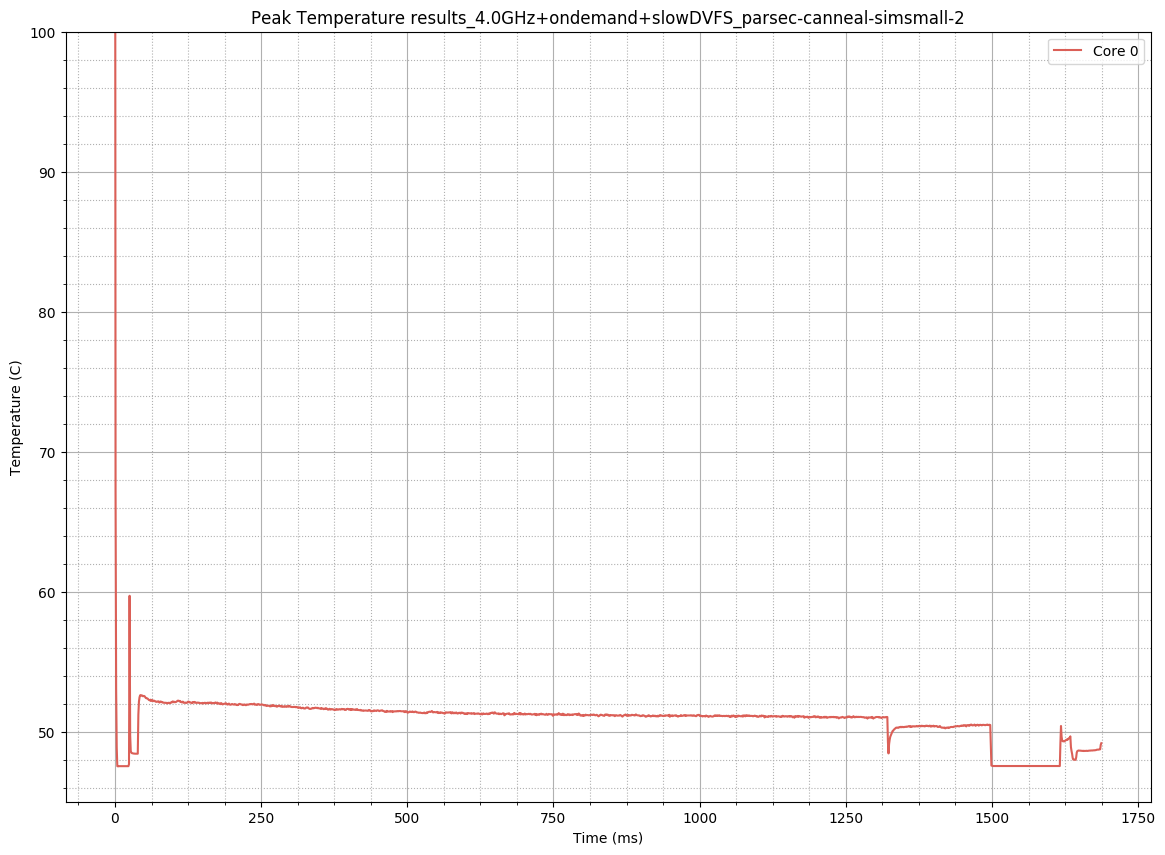 Peak Temperature results_4.0GHz+ondemand+slowDVFS_parsec-canneal-simsmall-2
Core 0
100
90
80
70
60
50
Temperature (C)
0 250 500 750 1000 1250 1500 1750
Time (ms)